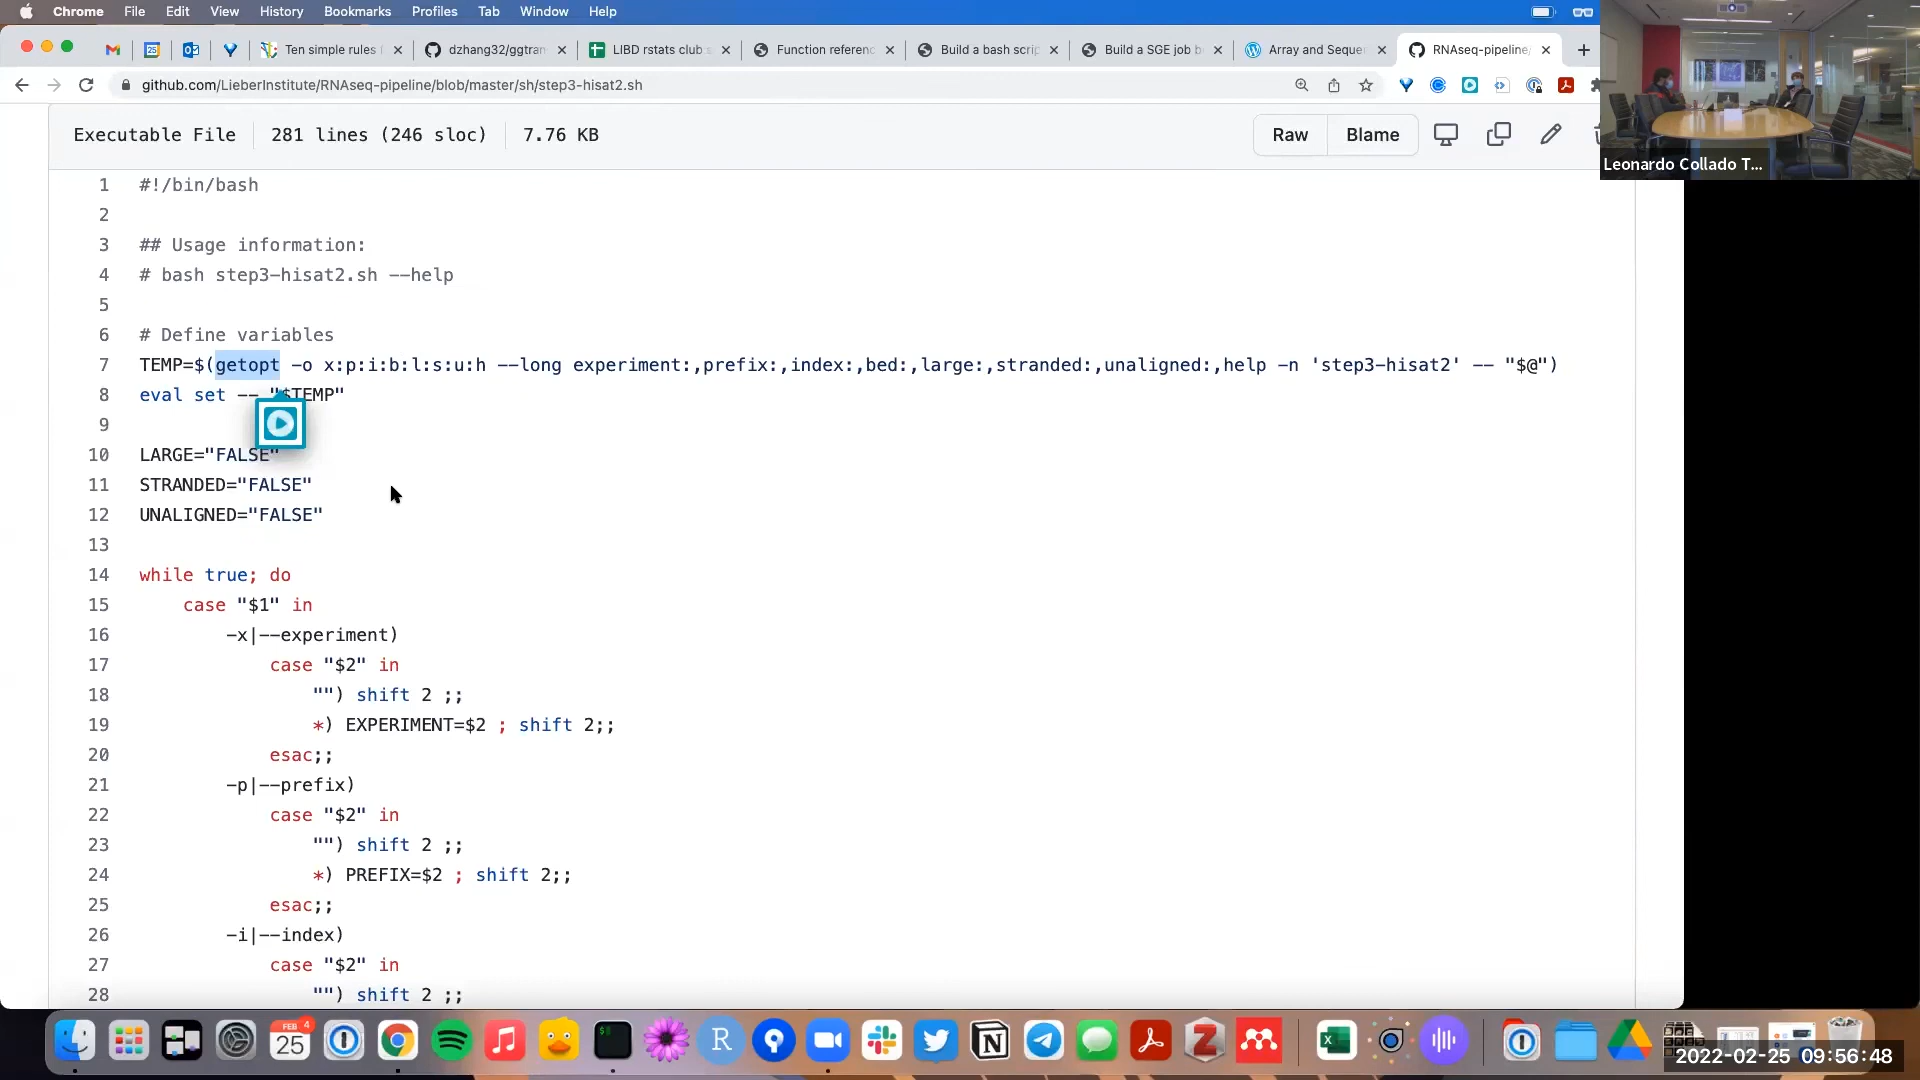 Chrome File Edit View History Bookmarks Profiles Tab Window Help
Ten simple rules
dzhang32/ggtran
LIBD rstats club
Function referenc
Build a bash scrip
Build a SGE job b
Array and Seque
RNAseq-pipeline/
github.com/LieberInstitute/RNAseq-pipeline/blob/master/sh/step3-hisat2.sh
Executable File 281 lines (246 sloc) 7.76 KB
Raw Blame
Leonardo Collado T...
1 #!/bin/bash
2
3 ## Usage information:
4 # bash step3-hisat2.sh --help
5
6 # Define variables
7 TEMP=$(getopt -o x:p:i:b:l:s:u:h --long experiment:,prefix:,index:,bed:,large:,stranded:,unaligned:,help -n 'step3-hisat2' -- "$@")
8 eval set -- "$TEMP"
9
10 LARGE="FALSE"
11 STRANDED="FALSE"
12 UNALIGNED="FALSE"
13
14 while true; do
15 case "$1" in
16 -x|--experiment)
17 case "$2" in
18 "") shift 2 ;;
19 *) EXPERIMENT=$2 ; shift 2;;
20 esac;;
21 -p|--prefix)
22 case "$2" in
23 "") shift 2 ;;
24 *) PREFIX=$2 ; shift 2;;
25 esac;;
26 -i|--index)
27 case "$2" in
28 "") shift 2 ;;
FEB 4
25
2022-02-25 09:56:48